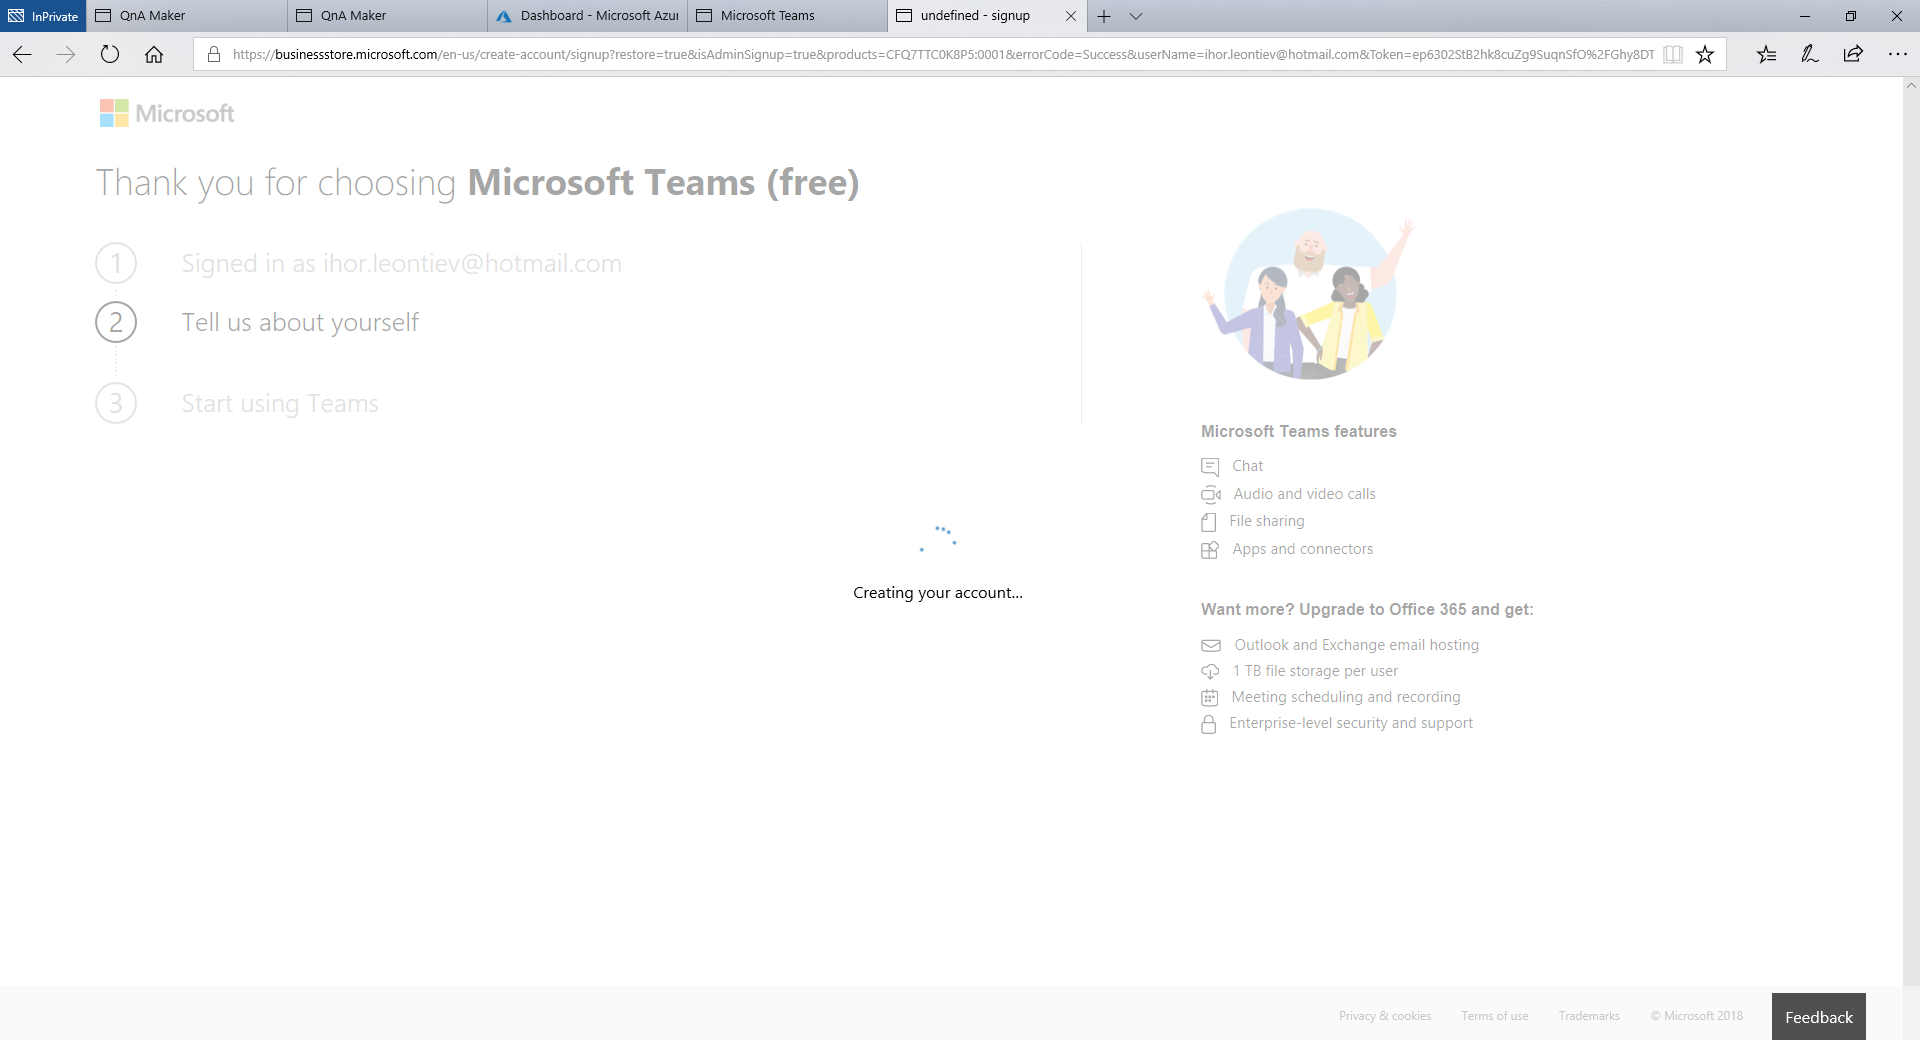 InPrivate
QnA Maker
QnA Maker
Dashboard - Microsoft Azu
Microsoft Teams
undefined - signup
https://businessstore.microsoft.com/en-us/create-account/signup?restore=true&isAdminSignup=true&products=CFQ7TTC0K8P5:0001&errorCode=Success&userName=ihor.leontiev@hotmail.com&Token=ep6302StB2hk8cuZg9SuqnSfO%2FGhy8DT
Microsoft
Thank you for choosing Microsoft Teams (free)
1 Signed in as ihor.leontiev@hotmail.com
2 Tell us about yourself
3 Start using Teams
Creating your account...
Microsoft Teams features
Chat
Audio and video calls
File sharing
Apps and connectors
Want more? Upgrade to Office 365 and get:
Outlook and Exchange email hosting
1 TB file storage per user
Meeting scheduling and recording
Enterprise-level security and support
Privacy & cookies
Terms of use
Trademarks
© Microsoft 2018
Feedback